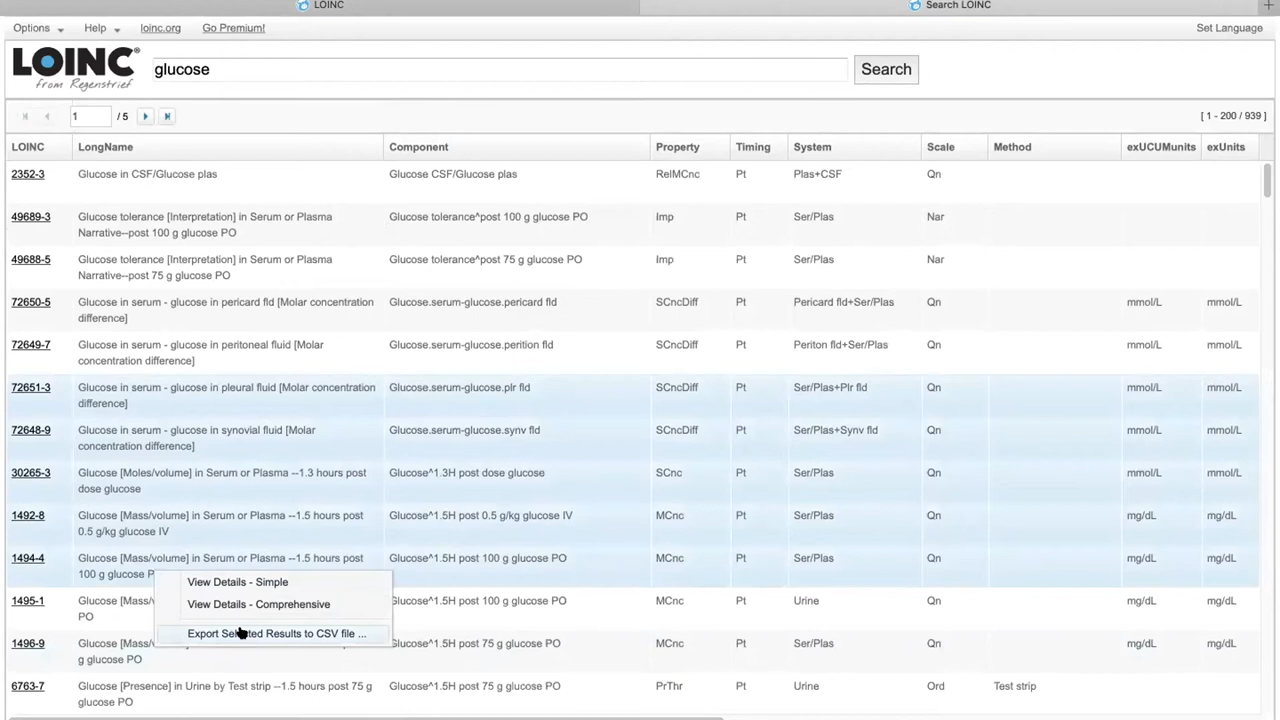 LOINC
Search LOINC
+
Options Help loinc.org Go Premium! Set Language
LOINC®
from Regenstrief
glucose
Search
1 / 5 [ 1 - 200 / 939 ]
LOINC LongName Component Property Timing System Scale Method exUCUMunits exUnits
2352-3 Glucose in CSF/Glucose plas Glucose CSF/Glucose plas RelMCnc Pt Plas+CSF Qn
49689-3 Glucose tolerance [Interpretation] in Serum or Plasma Glucose tolerance^post 100 g glucose PO Imp Pt Ser/Plas Nar
Narrative--post 100 g glucose PO
49688-5 Glucose tolerance [Interpretation] in Serum or Plasma Glucose tolerance^post 75 g glucose PO Imp Pt Ser/Plas Nar
Narrative--post 75 g glucose PO
72650-5 Glucose in serum - glucose in pericard fld [Molar concentration Glucose.serum-glucose.pericard fld SCncDiff Pt Pericard fld+Ser/Plas Qn mmol/L mmol/L
difference]
72649-7 Glucose in serum - glucose in peritoneal fluid [Molar Glucose.serum-glucose.perition fld SCncDiff Pt Periton fld+Ser/Plas Qn mmol/L mmol/L
concentration difference]
72651-3 Glucose in serum - glucose in pleural fluid [Molar concentration Glucose.serum-glucose.plr fld SCncDiff Pt Ser/Plas+Plr fld Qn mmol/L mmol/L
difference]
72648-9 Glucose in serum - glucose in synovial fluid [Molar Glucose.serum-glucose.synv fld SCncDiff Pt Ser/Plas+Synv fld Qn mmol/L mmol/L
concentration difference]
30265-3 Glucose [Moles/volume] in Serum or Plasma --1.3 hours post Glucose^1.3H post dose glucose SCnc Pt Ser/Plas Qn mmol/L mmol/L
dose glucose
1492-8 Glucose [Mass/volume] in Serum or Plasma --1.5 hours post Glucose^1.5H post 0.5 g/kg glucose IV MCnc Pt Ser/Plas Qn mg/dL mg/dL
0.5 g/kg glucose IV
1494-4 Glucose [Mass/volume] in Serum or Plasma --1.5 hours post Glucose^1.5H post 100 g glucose PO MCnc Pt Ser/Plas Qn mg/dL mg/dL
100 g glucose
View Details - Simple
1495-1 Glucose View Details - Comprehensive Glucose^1.5H post 100 g glucose PO MCnc Pt Urine Qn mg/dL mg/dL
PO
Export Selected Results to CSV file ...
1496-9 Glucose Glucose^1.5H post 75 g glucose PO MCnc Pt Urine Qn mg/dL mg/dL
g glucose PO
6763-7 Glucose [Presence] in Urine by Test strip --1.5 hours post 75 g Glucose^1.5H post 75 g glucose PO PrThr Pt Urine Ord Test strip
glucose PO